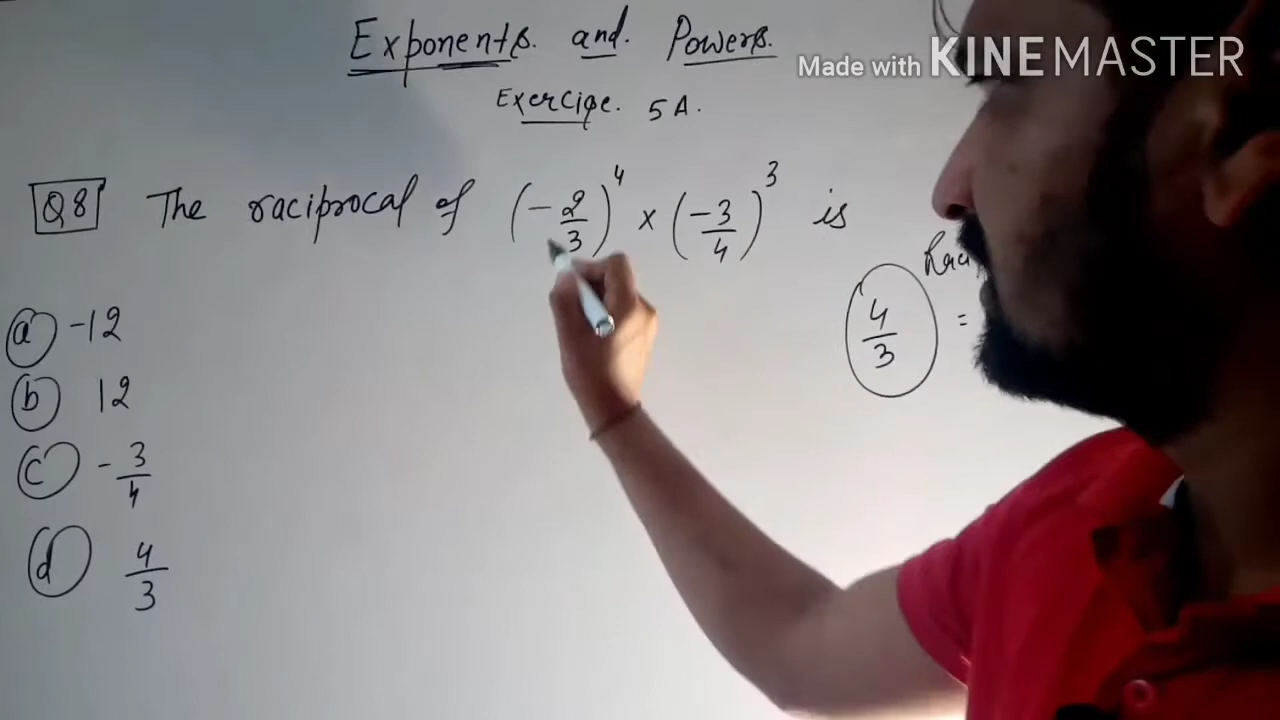 Exponents. and. Powers.
Made with KINEMASTER
Exercise. 5A.
Q8 The raciprocal of (-2/3)^4 × (-3/4)^3 is
4/3 =
a -12
b 12
c -3/4
d 4/3